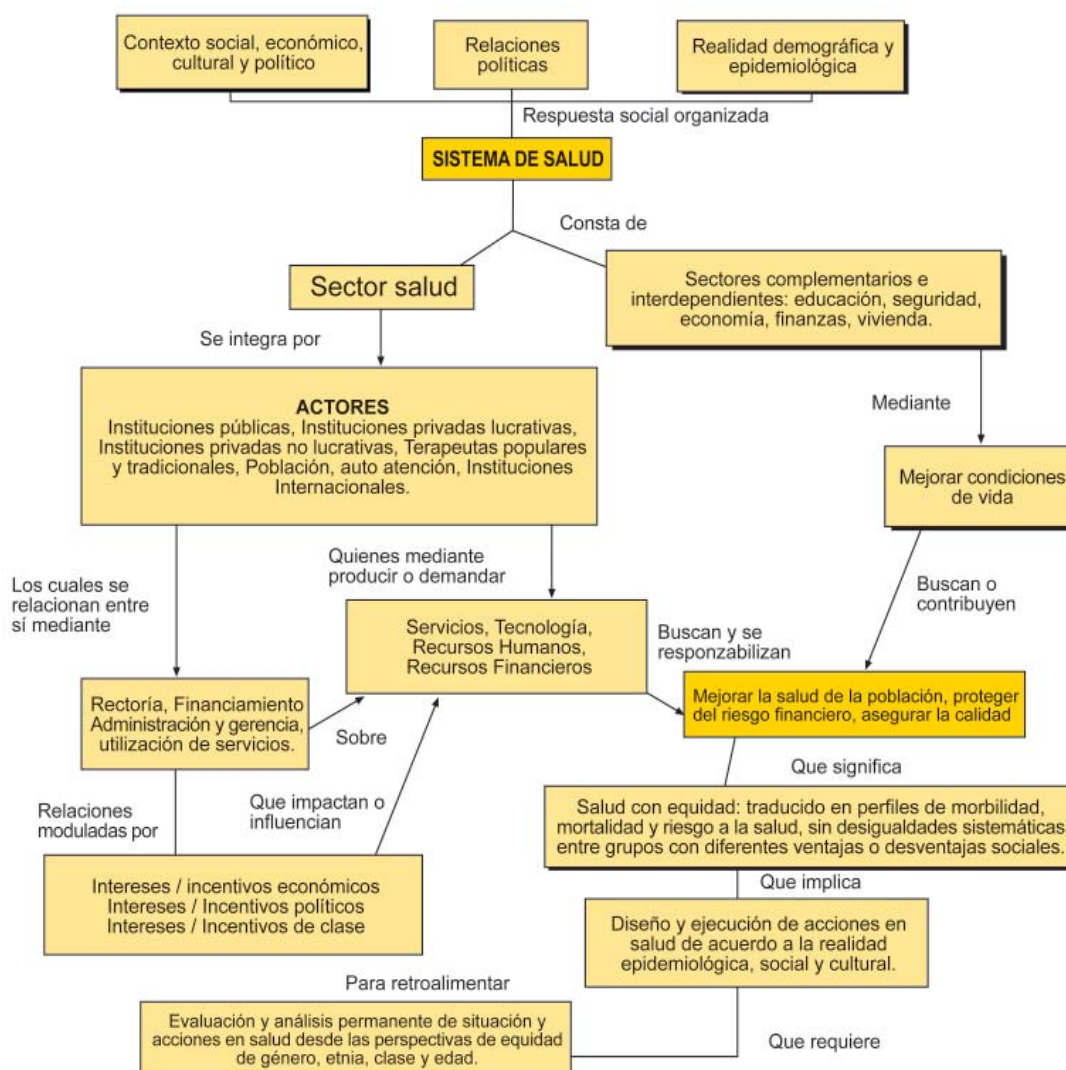 Contexto social, económico,
cultural y político
Relaciones
políticas
Realidad demográfica y
epidemiológica
Respuesta social organizada
SISTEMA DE SALUD
Consta de
Sector salud
Sectores complementarios e
interdependientes: educación, seguridad,
economía, finanzas, vivienda.
Se integra por
Mediante
ACTORES
Instituciones públicas, Instituciones privadas lucrativas,
Instituciones privadas no lucrativas, Terapeutas populares
y tradicionales, Población, auto atención, Instituciones
Internacionales.
Mejorar condiciones
de vida
Los cuales se
relacionan entre
sí mediante
Quienes mediante
producir o demandar
Buscan o
contribuyen
Servicios, Tecnología,
Recursos Humanos,
Recursos Financieros
Buscan y se
responzabilizan
Rectoría, Financiamiento
Administración y gerencia,
utilización de servicios.
Sobre
Mejorar la salud de la población, proteger
del riesgo financiero, asegurar la calidad
Que significa
Relaciones
moduladas por
Que impactan o
influencian
Salud con equidad: traducido en perfiles de morbilidad,
mortalidad y riesgo a la salud, sin desigualdades sistemáticas
entre grupos con diferentes ventajas o desventajas sociales.
Intereses / incentivos económicos
Intereses / Incentivos políticos
Intereses / Incentivos de clase
Que implica
Diseño y ejecución de acciones en
salud de acuerdo a la realidad
epidemiológica, social y cultural.
Para retroalimentar
Evaluación y análisis permanente de situación y
acciones en salud desde las perspectivas de equidad
de género, etnia, clase y edad.
Que requiere